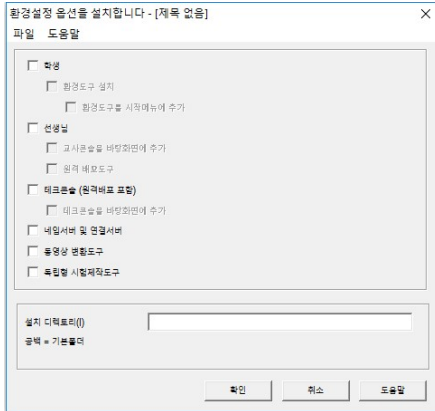 환경설정 옵션을 설치합니다 - [제목 없음]
파일 도움말
학생
환경도구 설치
환경도구를 시작메뉴에 추가
선생님
교사콘솔을 바탕화면에 추가
원격 배포도구
테크콘솔 (원격배포 포함)
테크콘솔을 바탕화면에 추가
네임서버 및 연결서버
동영상 변환도구
독립형 시험제작도구
설치 디렉토리(I)
공백 = 기본폴더
확인 취소 도움말